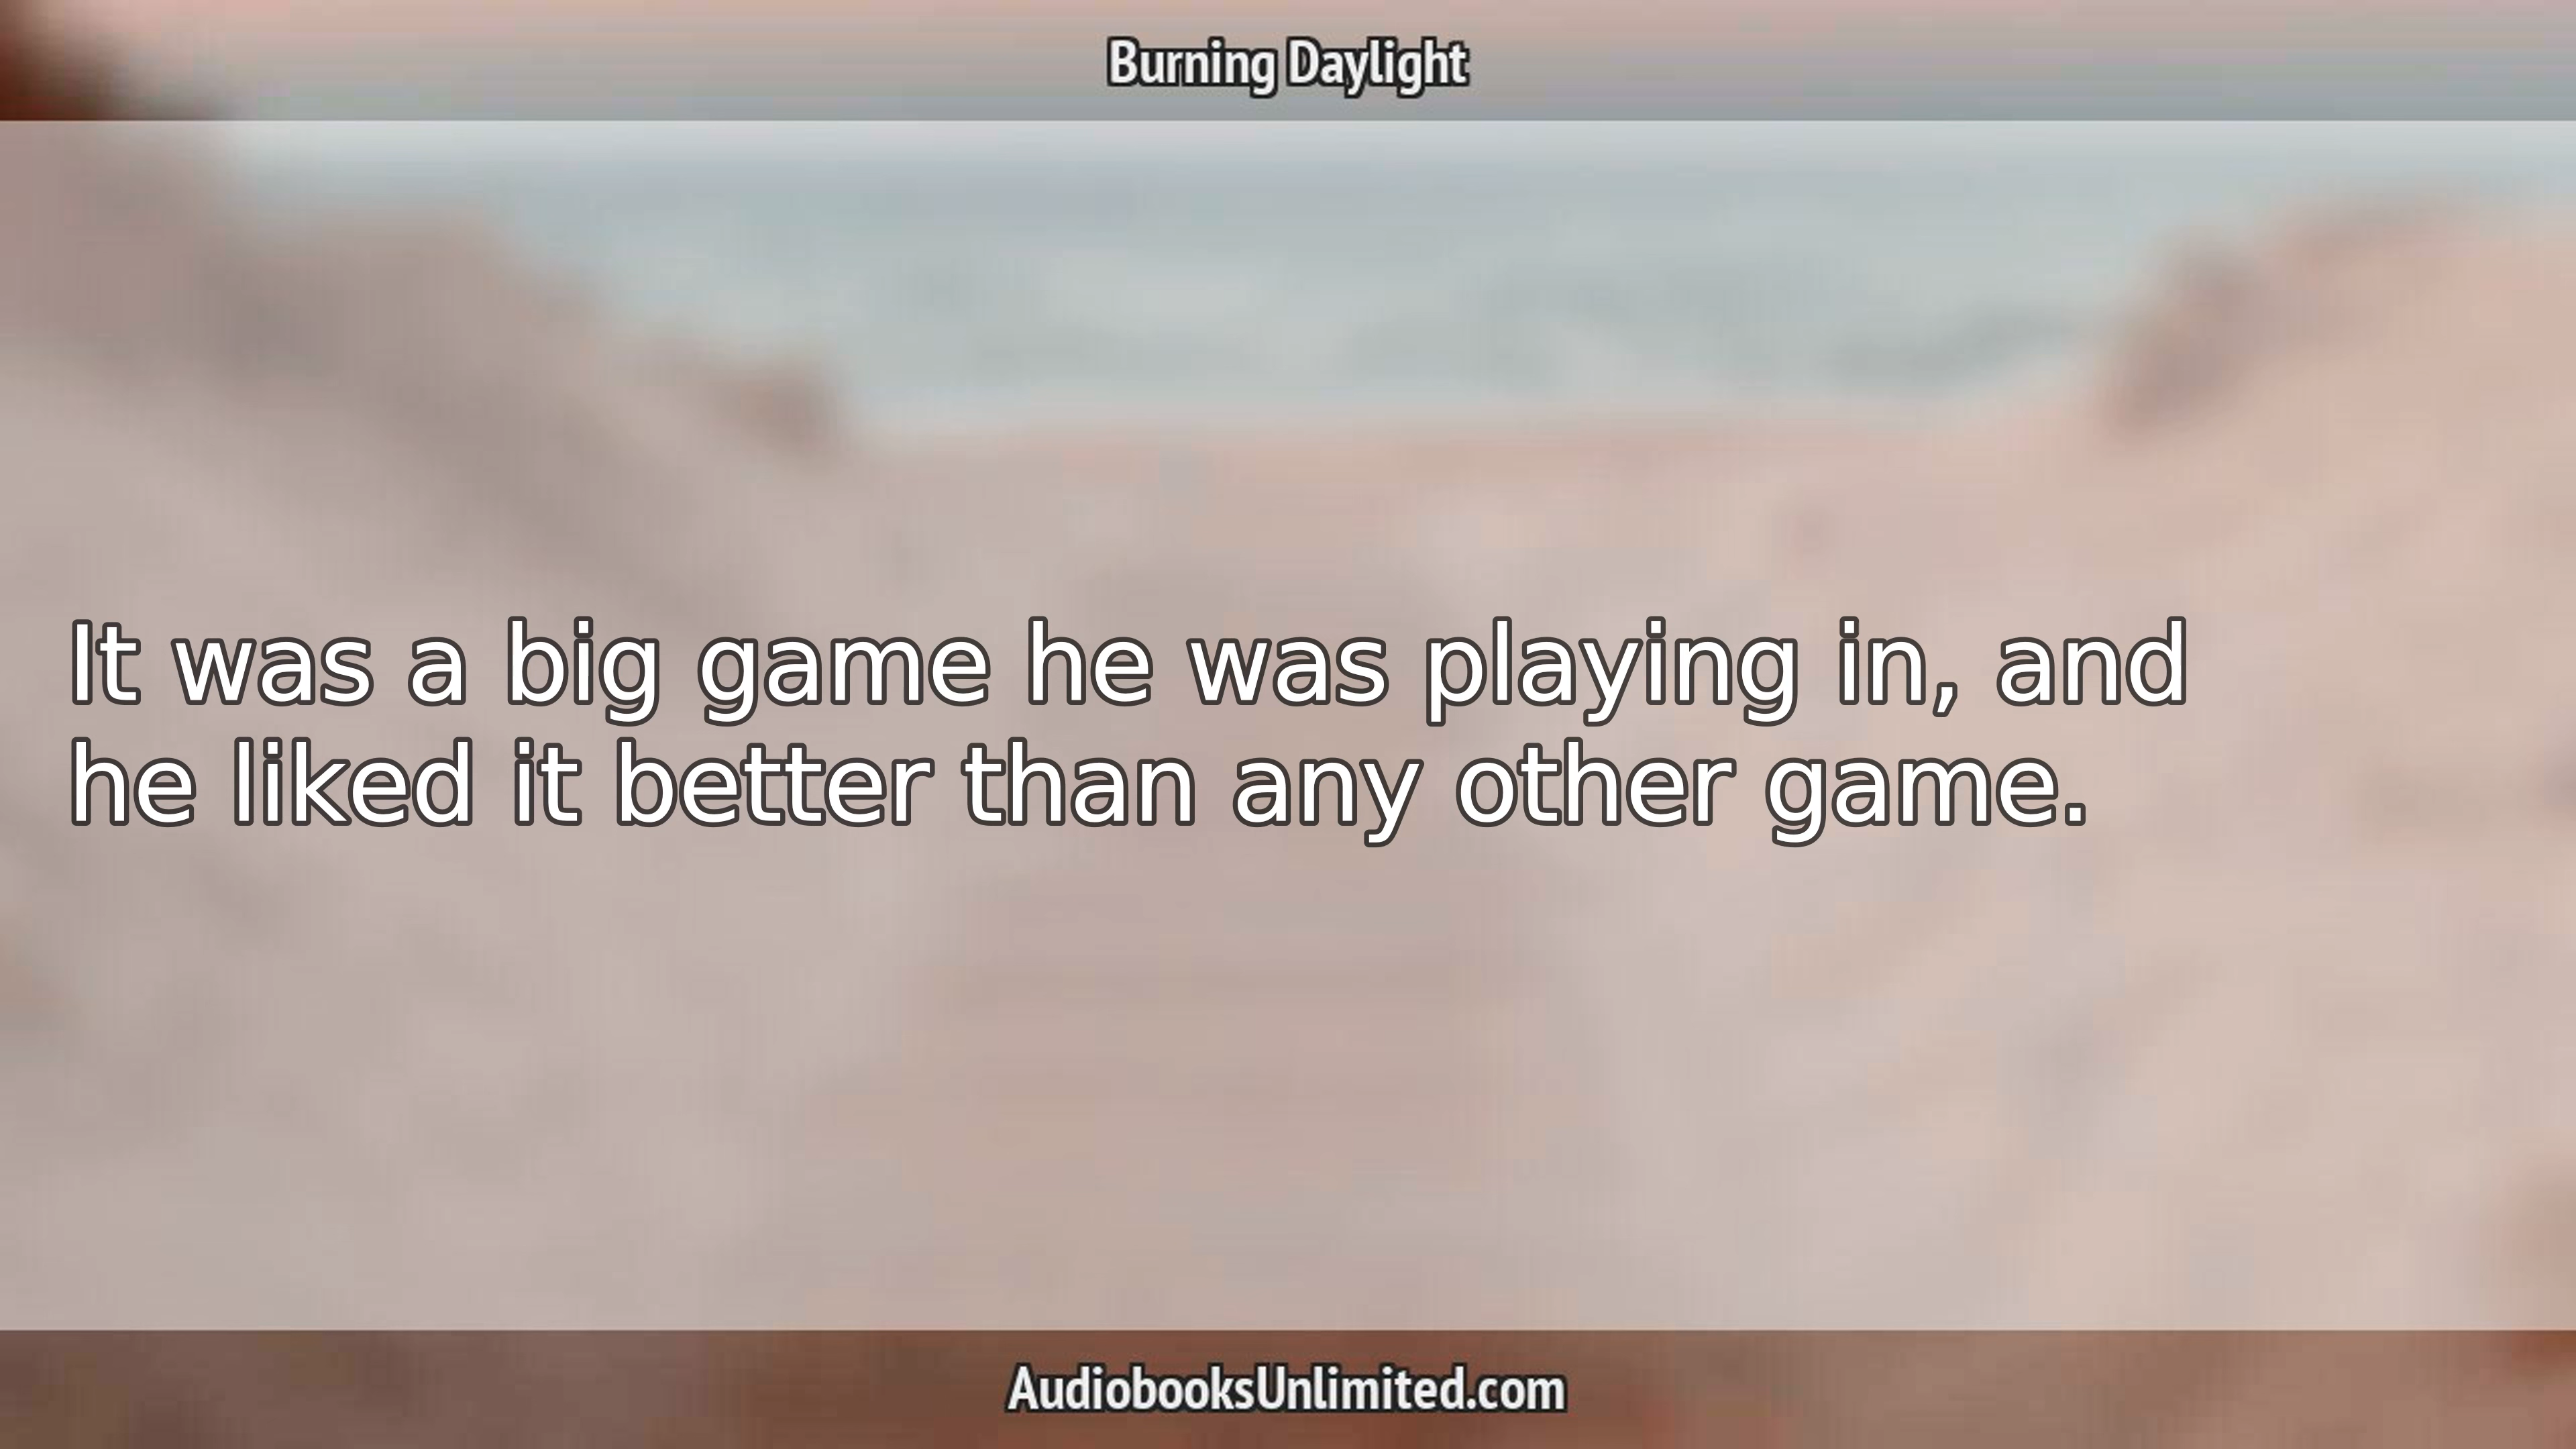 Burning Daylight
It was a big game he was playing in, and
he liked it better than any other game.
AudiobooksUnlimited.com